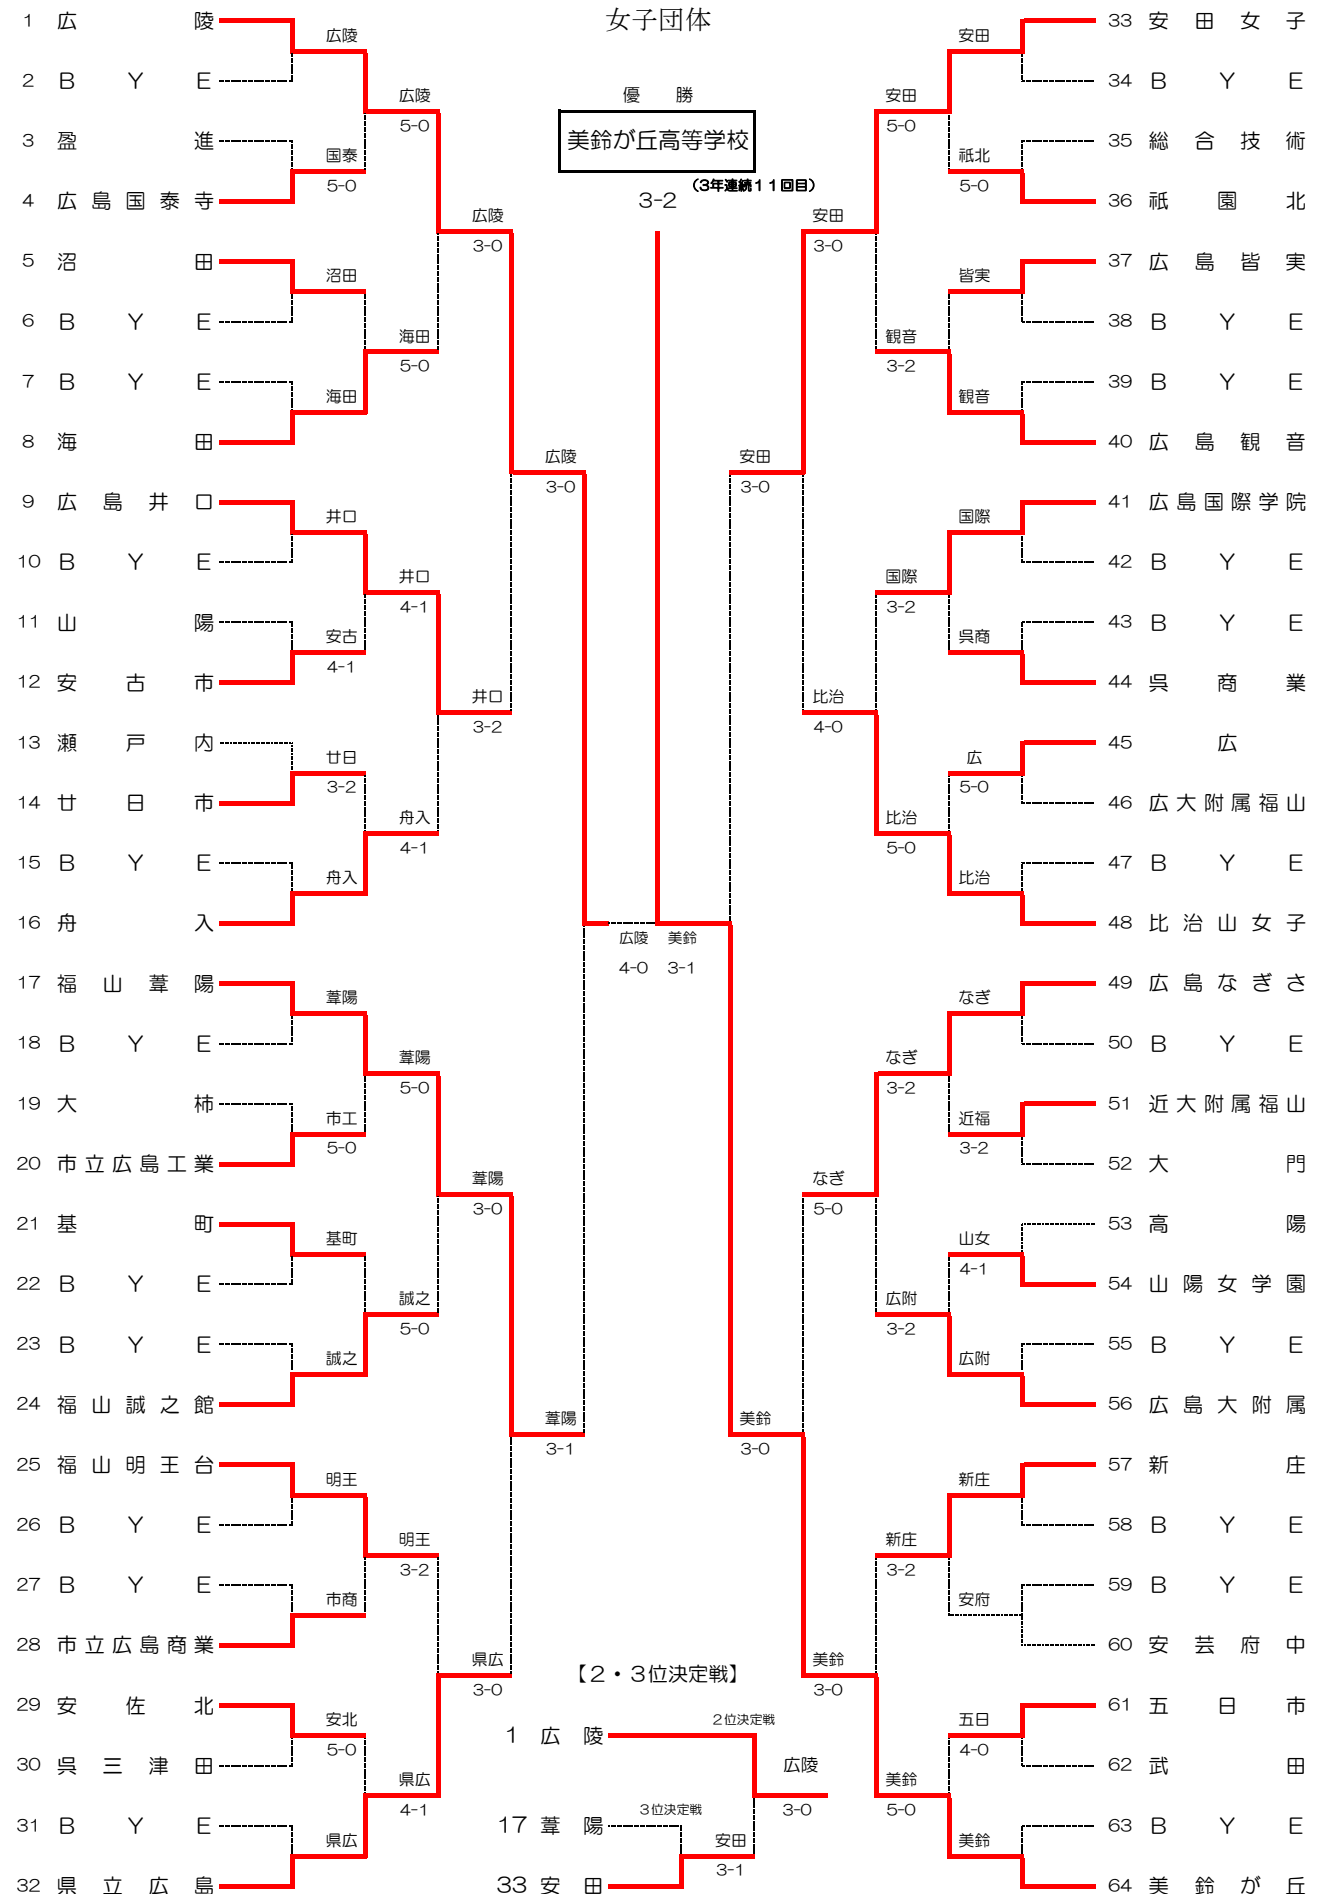 女子団体
優 勝
美鈴が丘高等学校
（3年連続１１回目）
3-2
1 広陵
2 ＢＹＥ
3 盈進
4 広島国泰寺
5 沼田
6 ＢＹＥ
7 ＢＹＥ
8 海田
9 広島井口
10 ＢＹＥ
11 山陽
12 安古市
13 瀬戸内
14 廿日市
15 ＢＹＥ
16 舟入
17 福山葦陽
18 ＢＹＥ
19 大柿
20 市立広島工業
21 基町
22 ＢＹＥ
23 ＢＹＥ
24 福山誠之館
25 福山明王台
26 ＢＹＥ
27 ＢＹＥ
28 市立広島商業
29 安佐北
30 呉三津田
31 ＢＹＥ
32 県立広島
広陵
国泰
5-0
沼田
海田
井口
安古
4-1
廿日
3-2
舟入
葦陽
市工
5-0
基町
誠之
明王
市商
安北
5-0
県広
広陵
5-0
海田
5-0
井口
4-1
舟入
4-1
葦陽
5-0
誠之
5-0
明王
3-2
県広
4-1
広陵
3-0
井口
3-2
葦陽
3-0
県広
3-0
広陵
3-0
葦陽
3-1
広陵 美鈴
4-0 3-1
安田
3-0
美鈴
3-0
安田
3-0
比治
4-0
なぎ
5-0
美鈴
3-0
安田
5-0
観音
3-2
国際
3-2
比治
5-0
なぎ
3-2
広附
3-2
新庄
3-2
美鈴
5-0
安田
祇北
5-0
皆実
観音
国際
呉商
広
5-0
比治
なぎ
近福
3-2
山女
4-1
広附
新庄
安府
五日
4-0
美鈴
33 安田女子
34 ＢＹＥ
35 総合技術
36 祇園北
37 広島皆実
38 ＢＹＥ
39 ＢＹＥ
40 広島観音
41 広島国際学院
42 ＢＹＥ
43 ＢＹＥ
44 呉商業
45 広
46 広大附属福山
47 ＢＹＥ
48 比治山女子
49 広島なぎさ
50 ＢＹＥ
51 近大附属福山
52 大門
53 高陽
54 山陽女学園
55 ＢＹＥ
56 広島大附属
57 新庄
58 ＢＹＥ
59 ＢＹＥ
60 安芸府中
61 五日市
62 武田
63 ＢＹＥ
64 美鈴が丘
【２・３位決定戦】
2位決定戦
1 広陵
広陵
3-0
3位決定戦
17 葦陽
安田
3-1
33 安田